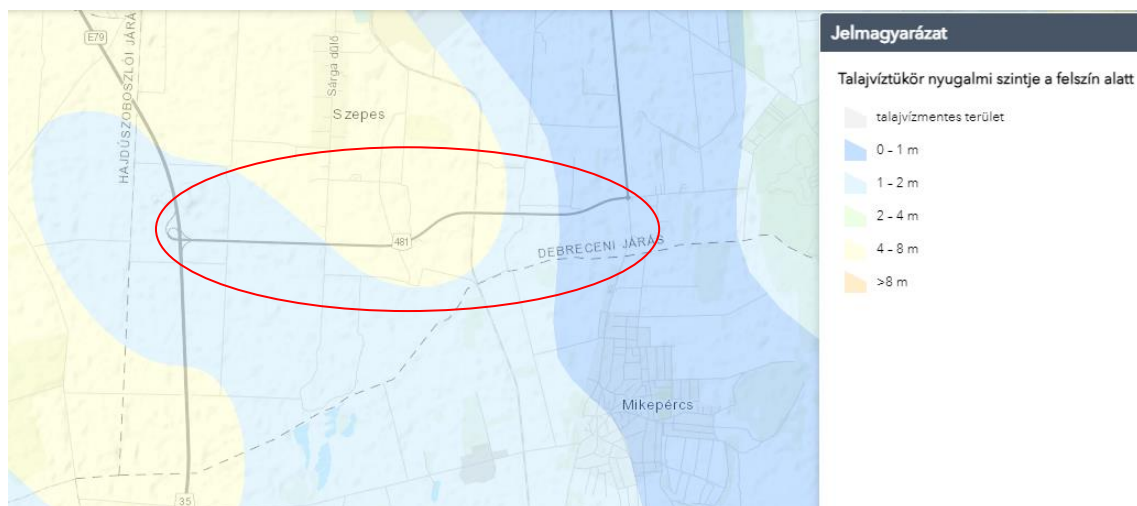 E79
HAJDÚSZOBOSZLÓI JÁRÁ
Sárga dűlő
Szepes
481
DEBRECENI JÁRÁS
Mikepércs
35
Jelmagyarázat
Talajvíztükör nyugalmi szintje a felszín alatt
talajvízmentes terület
0 - 1 m
1 - 2 m
2 - 4 m
4 - 8 m
>8 m